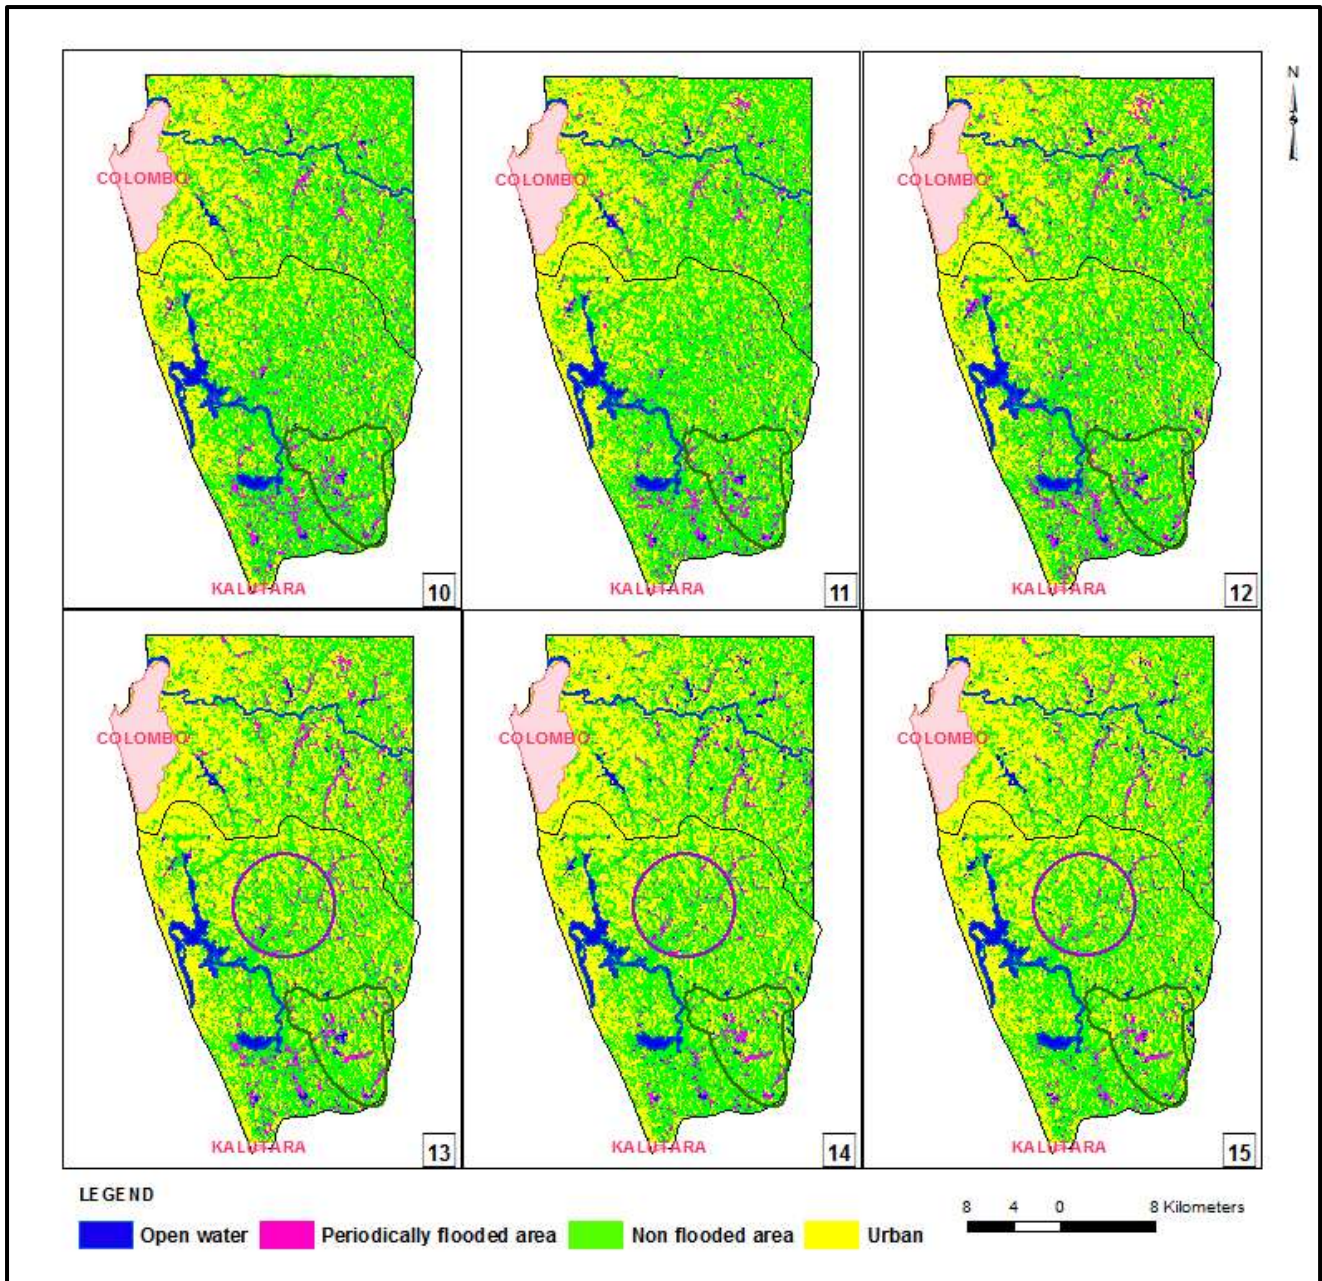 N
COLOMBO
COLOMBO
COLOMBO
KALUTARA
10
KALUTARA
11
KALUTARA
12
COLOMBO
COLOMBO
COLOMBO
KALUTARA
13
KALUTARA
14
KALUTARA
15
LEGEND
Open water
Periodically flooded area
Non flooded area
Urban
8 4 0 8 Kilometers